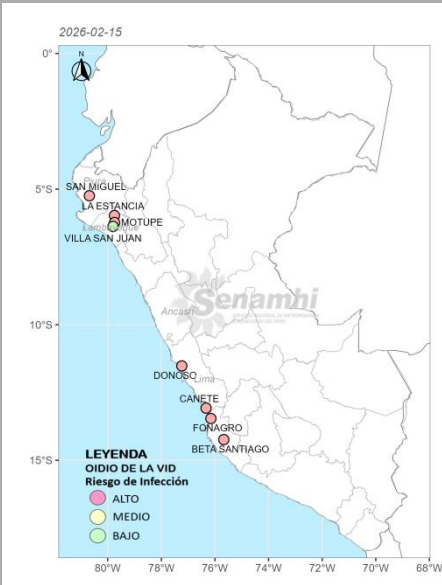 2026-02-15
N
0°
5°S
10°S
15°S
Piura
SAN MIGUEL
LA ESTANCIA
MOTUPE
VILLA SAN JUAN
Ancash
Senamhi
DONOSO
Lima
CANETE
FONAGRO
BETA SANTIAGO
LEYENDA
OIDIO DE LA VID
Riesgo de Infección
ALTO
MEDIO
BAJO
80°W 78°W 76°W 74°W 72°W 70°W 68°W